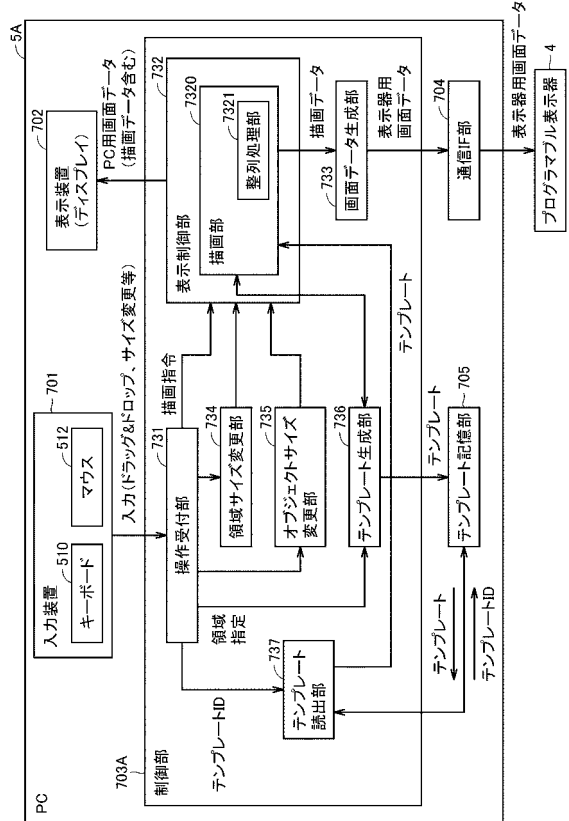 5A
PC
701
入力装置
510
キーボード
512
マウス
702
表示装置
(ディスプレイ)
入力(ドラッグ&ドロップ、サイズ変更等)
PC用画面データ
(描画データ含む)
703A
制御部
731
操作受付部
描画指令
732
表示制御部
7320
描画部
7321
整列処理部
734
領域サイズ変更部
735
オブジェクトサイズ
変更部
736
テンプレート生成部
領域
指定
テンプレートID
737
テンプレート
読出部
テンプレート
描画データ
733
画面データ生成部
表示器用
画面データ
704
通信IF部
テンプレート
705
テンプレート記憶部
テンプレート
テンプレートID
表示器用画面データ
4
プログラマブル表示器